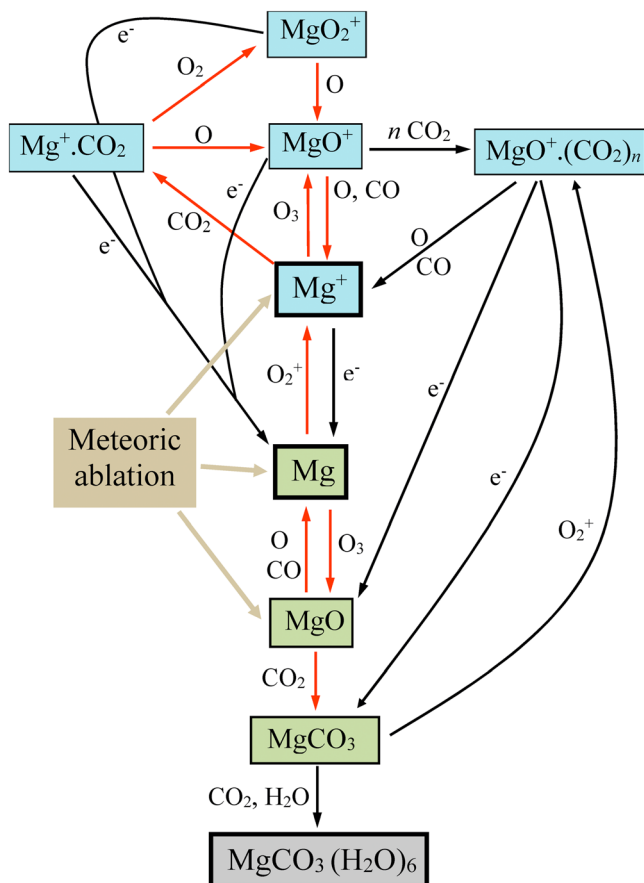 MgO₂⁺
e⁻
O₂
O
Mg⁺.CO₂
O
MgO⁺
n CO₂
MgO⁺.(CO₂)ₙ
e⁻
O, CO
CO₂
O₃
e⁻
O
CO
Mg⁺
O₂⁺
e⁻
e⁻
Meteoric
ablation
Mg
e⁻
O
CO
O₃
O₂⁺
MgO
CO₂
MgCO₃
CO₂, H₂O
MgCO₃ (H₂O)₆